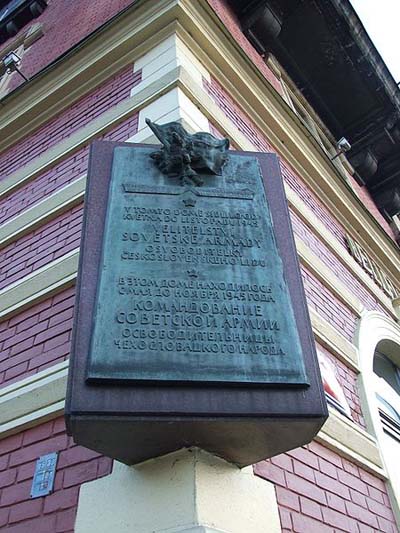 V TOMTO DOMĚ SÍDLILO OD
KVĚTNA DO LISTOPADU 1945
VELITELSTVÍ
SOVĚTSKÉ ARMÁDY
OSVOBODITELKY
ČESKOSLOVENSKÉHO LIDU
В ЭТОМ ДОМЕ НАХОДИЛОСЬ
С МАЯ ДО НОЯБРЯ 1945 ГОДА
КОМАНДОВАНИЕ
СОВЕТСКОЙ АРМИИ
ОСВОБОДИТЕЛЬНИЦЫ
ЧЕХОСЛОВАЦКОГО НАРОДА